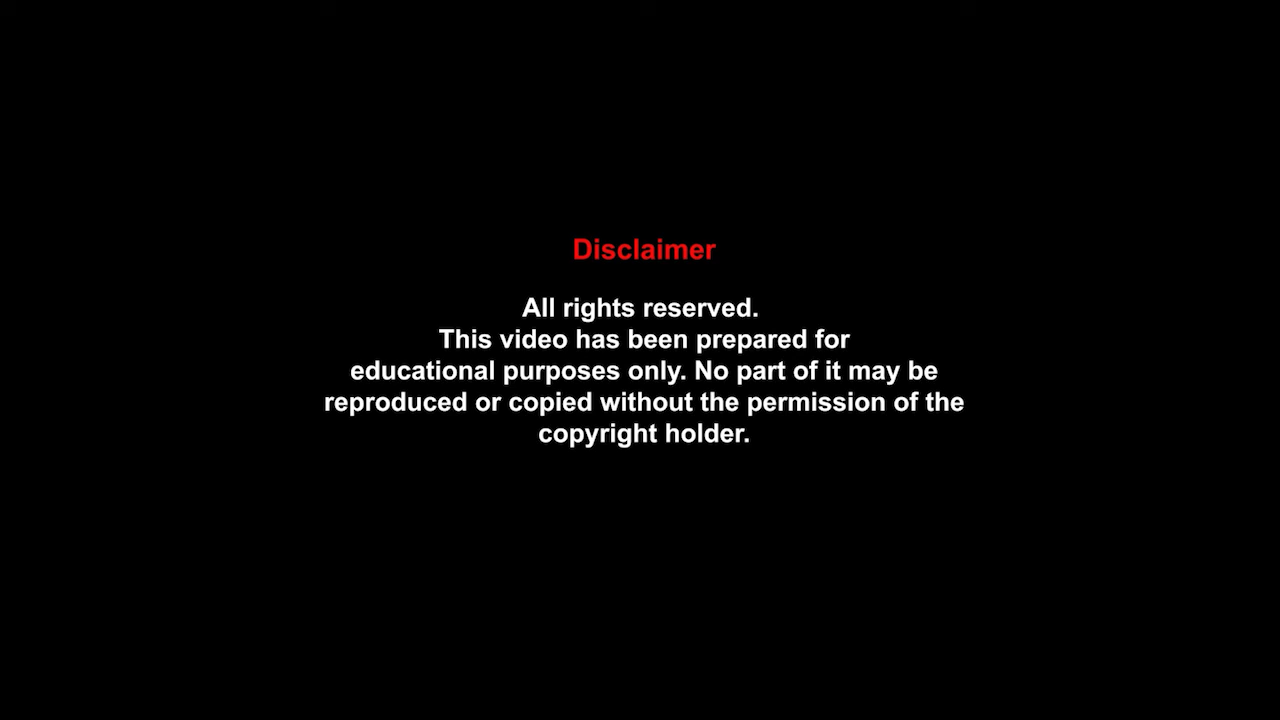 Disclaimer
All rights reserved.
This video has been prepared for
educational purposes only. No part of it may be
reproduced or copied without the permission of the
copyright holder.